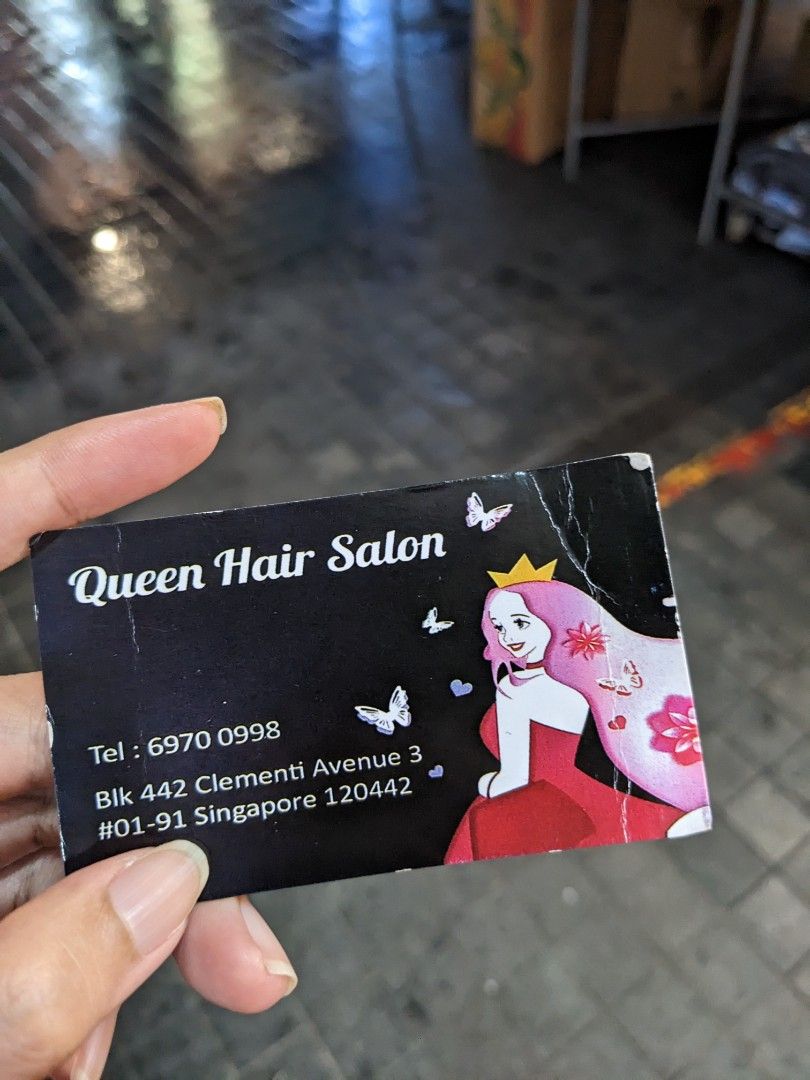 Queen Hair Salon
Tel : 6970 0998
Blk 442 Clementi Avenue 3
#01-91 Singapore 120442